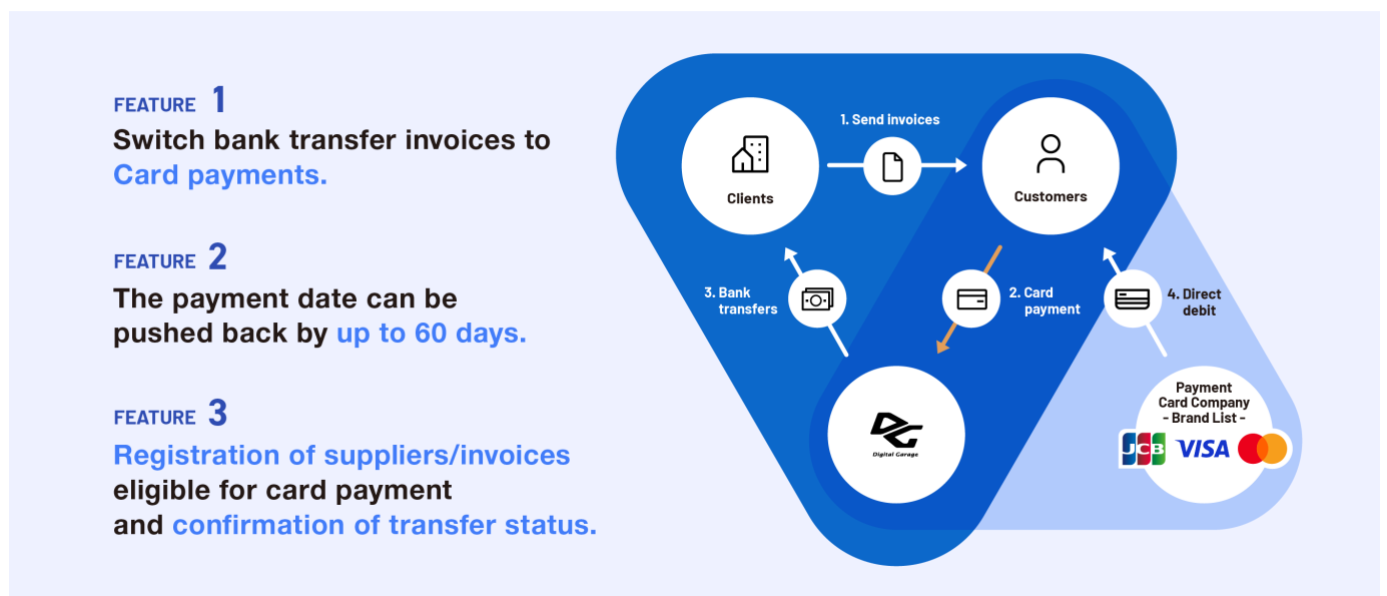 FEATURE 1
Switch bank transfer invoices to
Card payments.
FEATURE 2
The payment date can be
pushed back by up to 60 days.
FEATURE 3
Registration of suppliers/invoices
eligible for card payment
and confirmation of transfer status.
1. Send invoices
Clients
Customers
3. Bank
transfers
2. Card
payment
4. Direct
debit
DG
Digital Garage
Payment
Card Company
- Brand List -
JCB
VISA